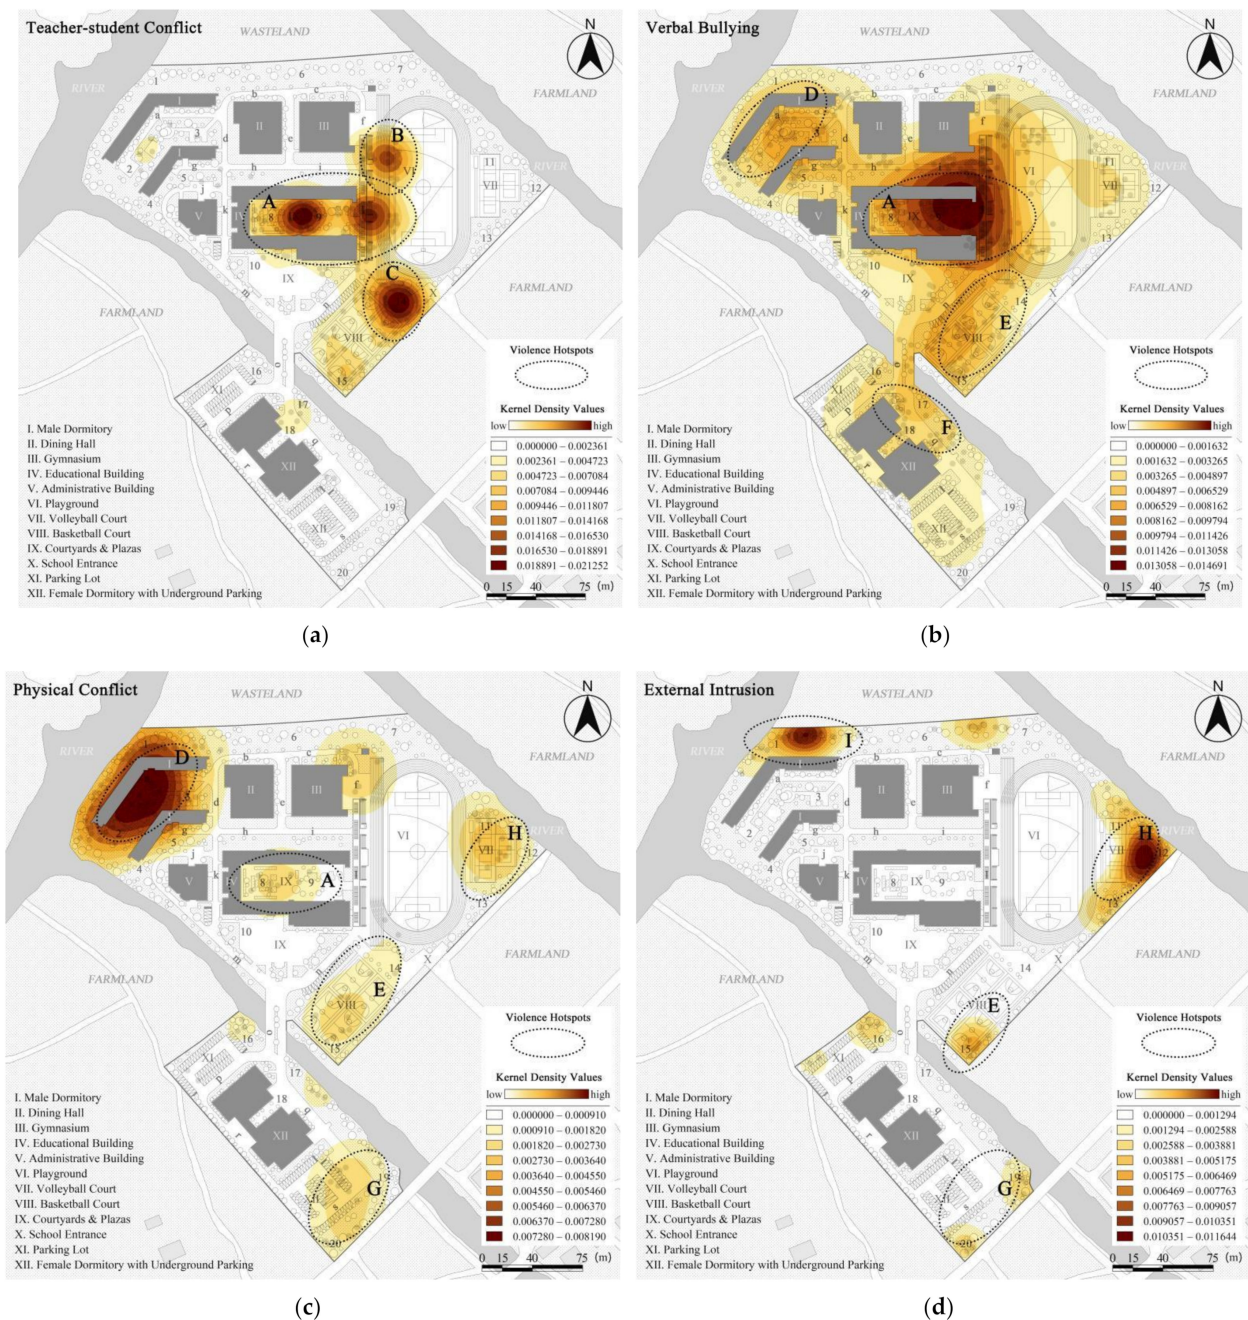 Teacher-student Conflict
WASTELAND
N
RIVER
FARMLAND
RIVER
FARMLAND
FARMLAND
A
B
C
Violence Hotspots
Kernel Density Values
low
high
0.000000 – 0.002361
0.002361 – 0.004723
0.004723 – 0.007084
0.007084 – 0.009446
0.009446 – 0.011807
0.011807 – 0.014168
0.014168 – 0.016530
0.016530 – 0.018891
0.018891 – 0.021252
0 15 40 75 (m)
I. Male Dormitory
II. Dining Hall
III. Gymnasium
IV. Educational Building
V. Administrative Building
VI. Playground
VII. Volleyball Court
VIII. Basketball Court
IX. Courtyards & Plazas
X. School Entrance
XI. Parking Lot
XII. Female Dormitory with Underground Parking
(a)
Verbal Bullying
WASTELAND
N
RIVER
FARMLAND
RIVER
FARMLAND
FARMLAND
D
A
E
F
Violence Hotspots
Kernel Density Values
low
high
0.000000 – 0.001632
0.001632 – 0.003265
0.003265 – 0.004897
0.004897 – 0.006529
0.006529 – 0.008162
0.008162 – 0.009794
0.009794 – 0.011426
0.011426 – 0.013058
0.013058 – 0.014691
0 15 40 75 (m)
I. Male Dormitory
II. Dining Hall
III. Gymnasium
IV. Educational Building
V. Administrative Building
VI. Playground
VII. Volleyball Court
VIII. Basketball Court
IX. Courtyards & Plazas
X. School Entrance
XI. Parking Lot
XII. Female Dormitory with Underground Parking
(b)
Physical Conflict
WASTELAND
N
RIVER
FARMLAND
RIVER
FARMLAND
FARMLAND
D
H
A
E
G
Violence Hotspots
Kernel Density Values
low
high
0.000000 – 0.000910
0.000910 – 0.001820
0.001820 – 0.002730
0.002730 – 0.003640
0.003640 – 0.004550
0.004550 – 0.005460
0.005460 – 0.006370
0.006370 – 0.007280
0.007280 – 0.008190
0 15 40 75 (m)
I. Male Dormitory
II. Dining Hall
III. Gymnasium
IV. Educational Building
V. Administrative Building
VI. Playground
VII. Volleyball Court
VIII. Basketball Court
IX. Courtyards & Plazas
X. School Entrance
XI. Parking Lot
XII. Female Dormitory with Underground Parking
(c)
External Intrusion
WASTELAND
N
RIVER
FARMLAND
RIVER
FARMLAND
FARMLAND
I
H
E
G
Violence Hotspots
Kernel Density Values
low
high
0.000000 – 0.001294
0.001294 – 0.002588
0.002588 – 0.003881
0.003881 – 0.005175
0.005175 – 0.006469
0.006469 – 0.007763
0.007763 – 0.009057
0.009057 – 0.010351
0.010351 – 0.011644
0 15 40 75 (m)
I. Male Dormitory
II. Dining Hall
III. Gymnasium
IV. Educational Building
V. Administrative Building
VI. Playground
VII. Volleyball Court
VIII. Basketball Court
IX. Courtyards & Plazas
X. School Entrance
XI. Parking Lot
XII. Female Dormitory with Underground Parking
(d)